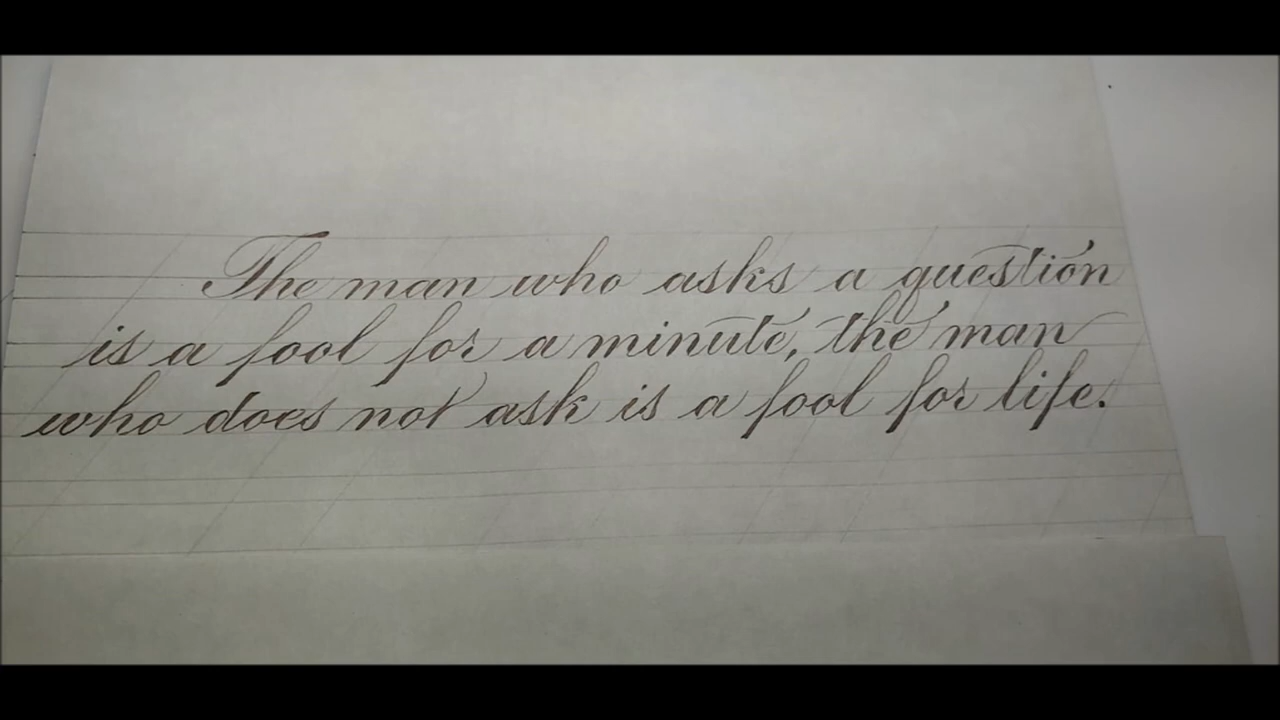 The man who asks a question
is a fool for a minute, the man
who does not ask is a fool for life.